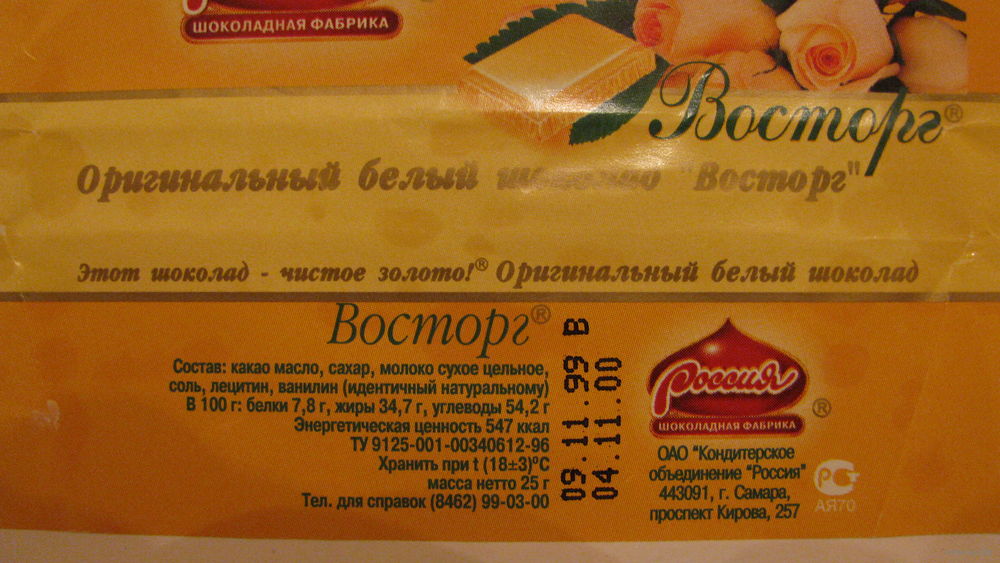 ШОКОЛАДНАЯ ФАБРИКА
Восторг®
Оригинальный белый шоколад "Восторг"
Этот шоколад - чистое золото!® Оригинальный белый шоколад
Восторг®
Состав: какао масло, сахар, молоко сухое цельное,
соль, лецитин, ванилин (идентичный натуральному)
В 100 г: белки 7,8 г, жиры 34,7 г, углеводы 54,2 г
Энергетическая ценность 547 ккал
ТУ 9125-001-00340612-96
Хранить при t (18±3)°С
масса нетто 25 г
Тел. для справок (8462) 99-03-00
09.11.99 В
04.11.00
Россия
ШОКОЛАДНАЯ ФАБРИКА ®
ОАО "Кондитерское
объединение "Россия"
443091, г. Самара,
проспект Кирова, 257
РСТ
АЯ70